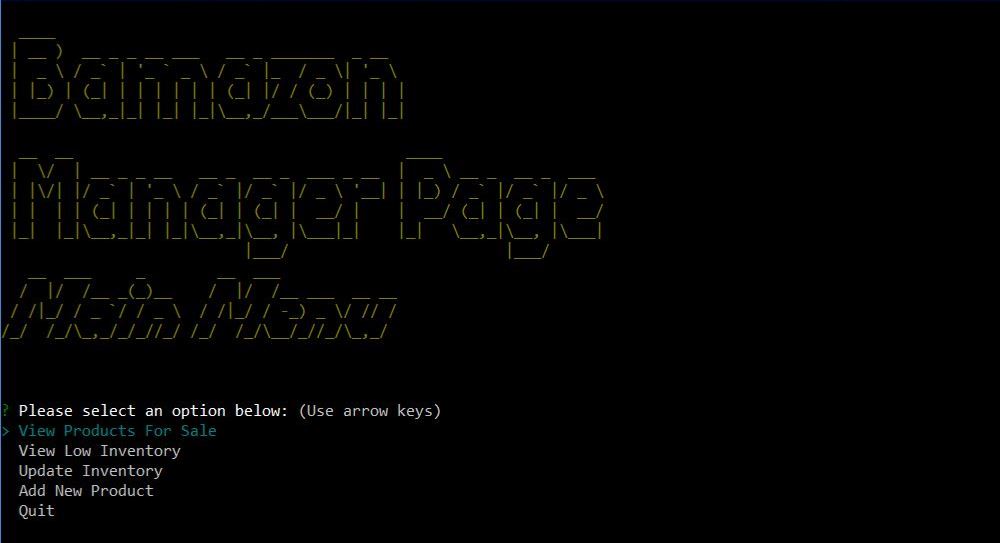 Bamazon
Manager Page
Main Menu
? Please select an option below: (Use arrow keys)
> View Products For Sale
View Low Inventory
Update Inventory
Add New Product
Quit